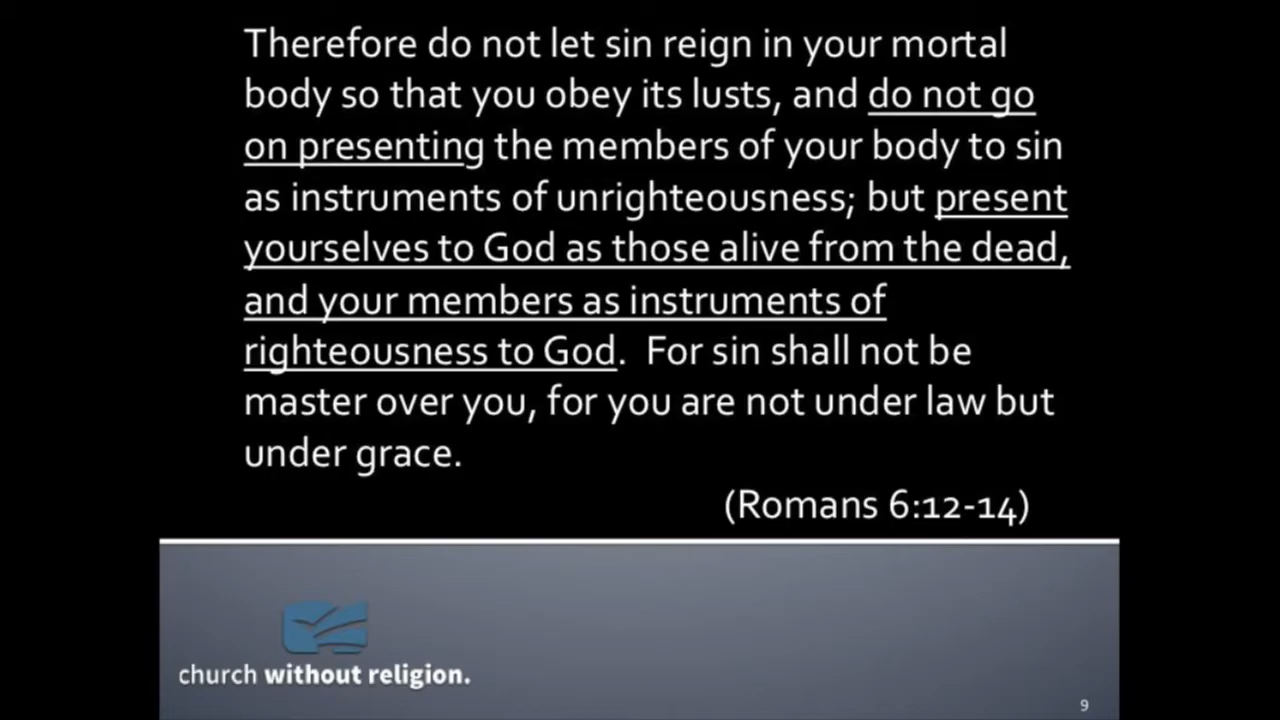 Therefore do not let sin reign in your mortal
body so that you obey its lusts, and do not go
on presenting the members of your body to sin
as instruments of unrighteousness; but present
yourselves to God as those alive from the dead,
and your members as instruments of
righteousness to God.  For sin shall not be
master over you, for you are not under law but
under grace.
(Romans 6:12-14)
church without religion.
9